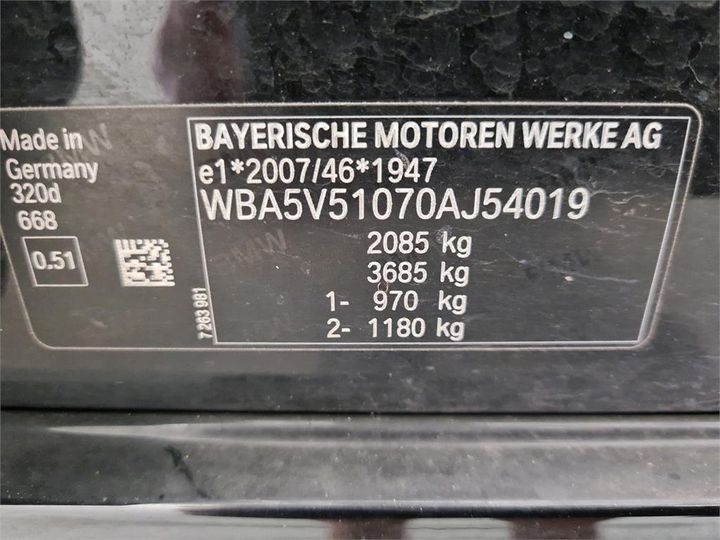 Made in
Germany
320d
668
0.51
7 263 981
BAYERISCHE MOTOREN WERKE AG
e1*2007/46*1947
WBA5V51070AJ54019
2085 kg
3685 kg
1- 970 kg
2- 1180 kg